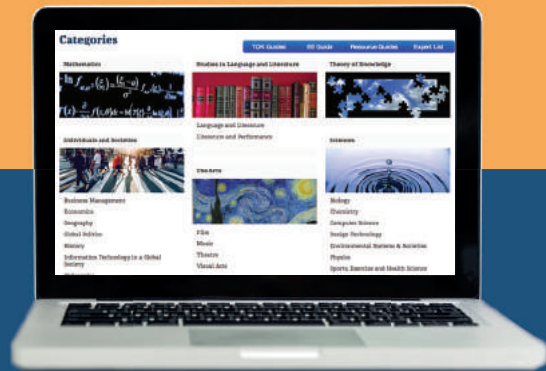 Categories
TOK Guides EE Guide Resource Guides Expert List
Mathematics
Studies in Language and Literature
Language and Literature
Literature and Performance
Theory of Knowledge
Individuals and Societies
Business Management
Economics
Geography
Global Politics
History
Information Technology in a Global
Society
The Arts
Film
Music
Theatre
Visual Arts
Sciences
Biology
Chemistry
Computer Science
Design Technology
Environmental Systems & Societies
Physics
Sports, Exercise and Health Science